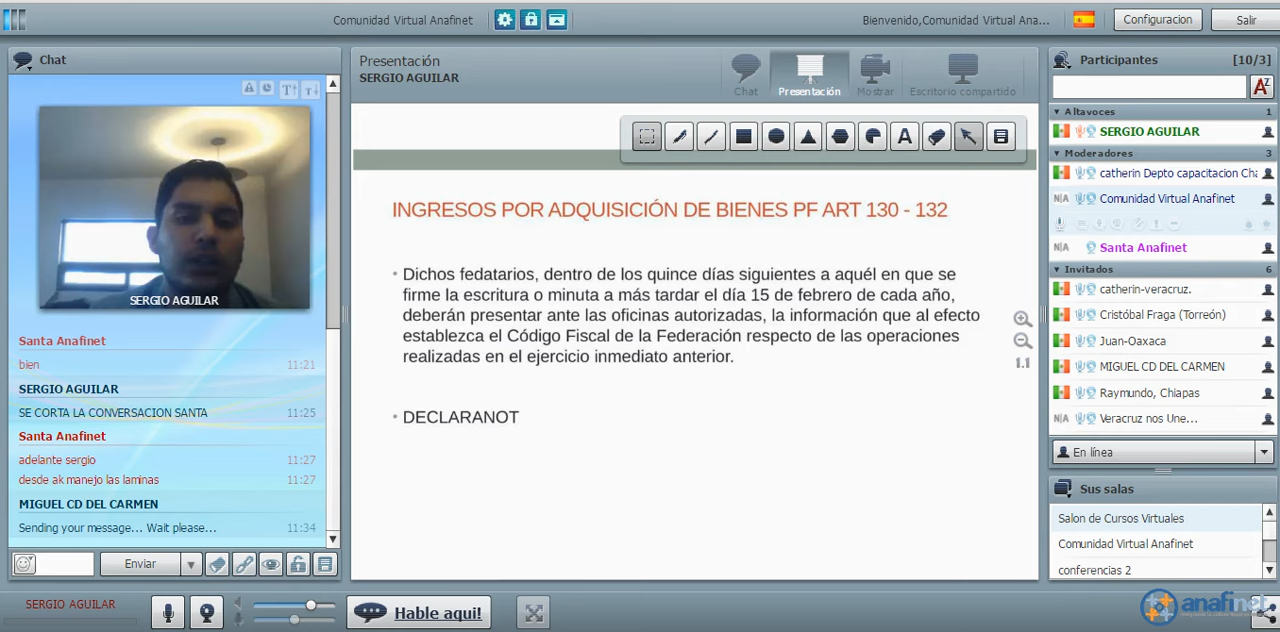 Comunidad Virtual Anafinet
Bienvenido,Comunidad Virtual Ana...
Configuracion
Salir
Chat
SERGIO AGUILAR
Santa Anafinet
bien 11:21
SERGIO AGUILAR
SE CORTA LA CONVERSACION SANTA 11:25
Santa Anafinet
adelante sergio 11:27
desde ak manejo las laminas 11:27
MIGUEL CD DEL CARMEN
Sending your message... Wait please... 11:34
Enviar
SERGIO AGUILAR
Hable aqui!
Presentación
SERGIO AGUILAR
Chat
Presentación
Mostrar
Escritorio compartido
A
INGRESOS POR ADQUISICIÓN DE BIENES PF ART 130 - 132
• Dichos fedatarios, dentro de los quince días siguientes a aquél en que se
firme la escritura o minuta a más tardar el día 15 de febrero de cada año,
deberán presentar ante las oficinas autorizadas, la información que al efecto
establezca el Código Fiscal de la Federación respecto de las operaciones
realizadas en el ejercicio inmediato anterior.
• DECLARANOT
1.1
Participantes [10/3]
Altavoces 1
SERGIO AGUILAR
Moderadores 3
catherin Depto capacitacion Cha
N/A Comunidad Virtual Anafinet
N/A Santa Anafinet
Invitados 6
catherin-veracruz.
Cristóbal Fraga (Torreón)
Juan-Oaxaca
MIGUEL CD DEL CARMEN
Raymundo, Chiapas
N/A Veracruz nos Une...
En línea
Sus salas
Salon de Cursos Virtuales
Comunidad Virtual Anafinet
conferencias 2
anafinet